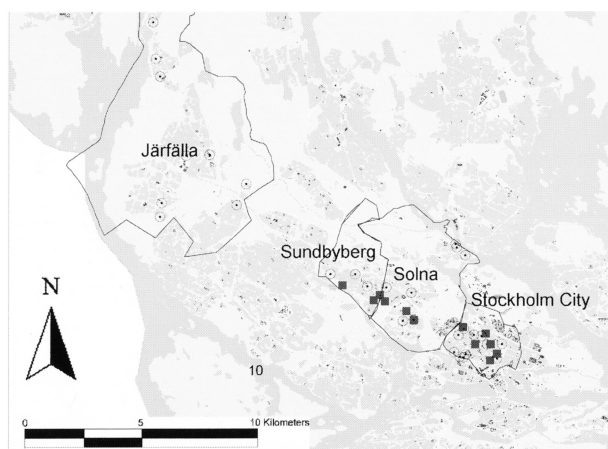 Järfälla
Sundbyberg
Solna
Stockholm City
N
10
0 5 10 Kilometers